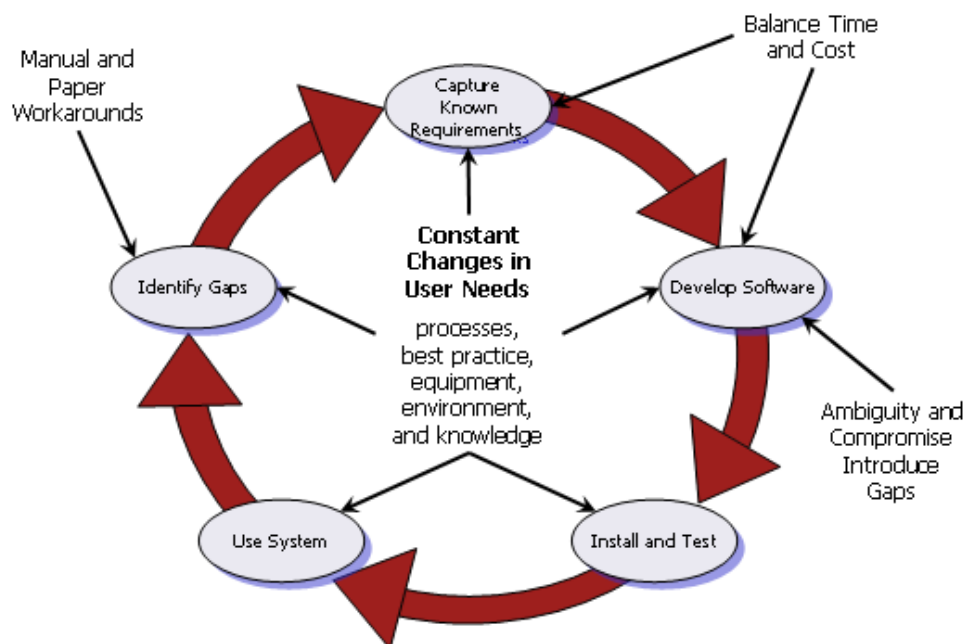 Balance Time
and Cost
Manual and
Paper
Workarounds
Capture
Known
Requirements
Constant
Changes in
User Needs
Identify Gaps
Develop Software
processes,
best practice,
equipment,
environment,
and knowledge
Ambiguity and
Compromise
Introduce
Gaps
Use System
Install and Test